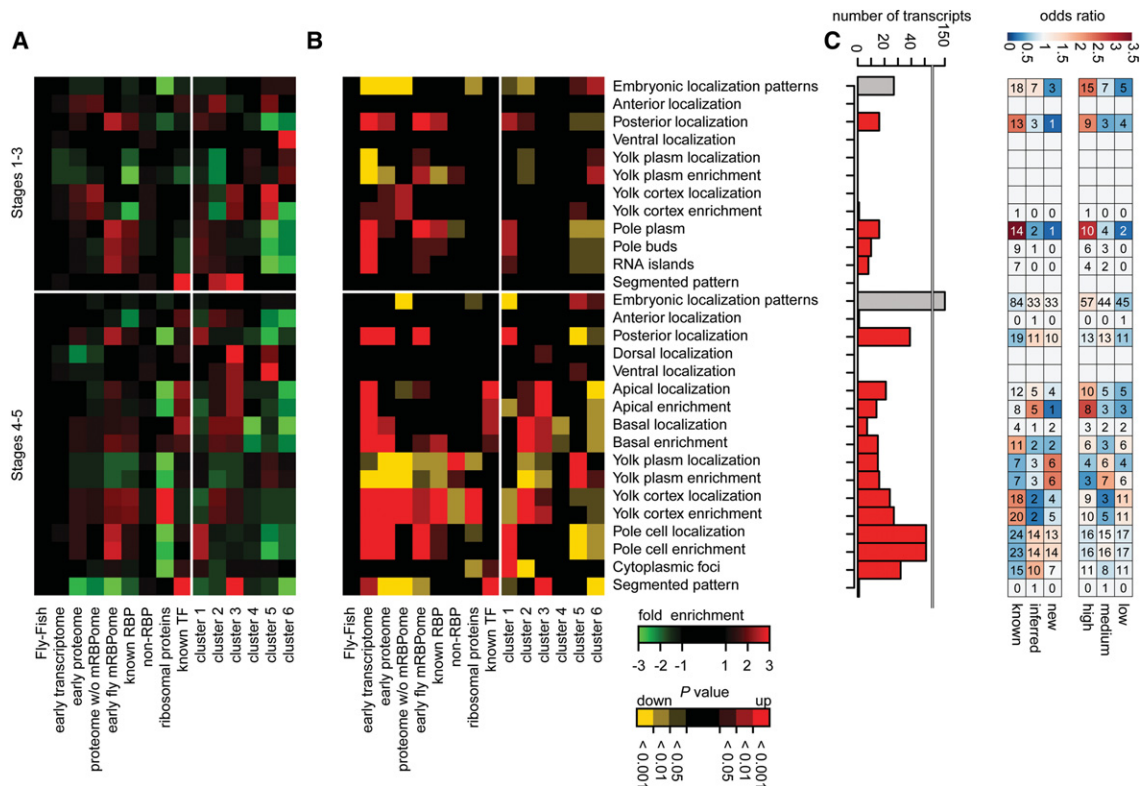 A
B
C
number of transcripts
0
20
40
150
odds ratio
0
0.5
1
1.5
2
2.5
3
3.5
Stages 1-3
Embryonic localization patterns 18 7 3 15 7 5
Anterior localization
Posterior localization 13 3 1 9 3 4
Ventral localization
Yolk plasm localization
Yolk plasm enrichment
Yolk cortex localization
Yolk cortex enrichment 1 0 0 1 0 0
Pole plasm 14 2 1 10 4 2
Pole buds 9 1 0 6 3 0
RNA islands 7 0 0 4 2 0
Segmented pattern
Stages 4-5
Embryonic localization patterns 84 33 33 57 44 45
Anterior localization 0 1 0 0 0 1
Posterior localization 19 11 10 13 13 11
Dorsal localization
Ventral localization
Apical localization 12 5 4 10 5 5
Apical enrichment 8 5 1 8 3 3
Basal localization 4 1 2 3 2 2
Basal enrichment 11 2 2 6 3 6
Yolk plasm localization 7 3 6 4 6 4
Yolk plasm enrichment 7 3 6 3 7 6
Yolk cortex localization 18 2 4 9 3 11
Yolk cortex enrichment 20 2 5 10 5 11
Pole cell localization 24 14 13 16 15 17
Pole cell enrichment 23 14 14 16 16 17
Cytoplasmic foci 15 10 7 11 8 11
Segmented pattern 0 1 0 0 1 0
Fly-Fish
early transcriptome
early proteome
proteome w/o mRBPome
early fly mRBPome
known RBP
non-RBP
ribosomal proteins
known TF
cluster 1
cluster 2
cluster 3
cluster 4
cluster 5
cluster 6
Fly-Fish
early transcriptome
early proteome
proteome w/o mRBPome
early fly mRBPome
known RBP
non-RBP
ribosomal proteins
known TF
cluster 1
cluster 2
cluster 3
cluster 4
cluster 5
cluster 6
known
inferred
new
high
medium
low
fold enrichment
-3 -2 -1 1 2 3
P value
down up
< 0.001
< 0.01
< 0.05
< 0.05
< 0.01
< 0.001